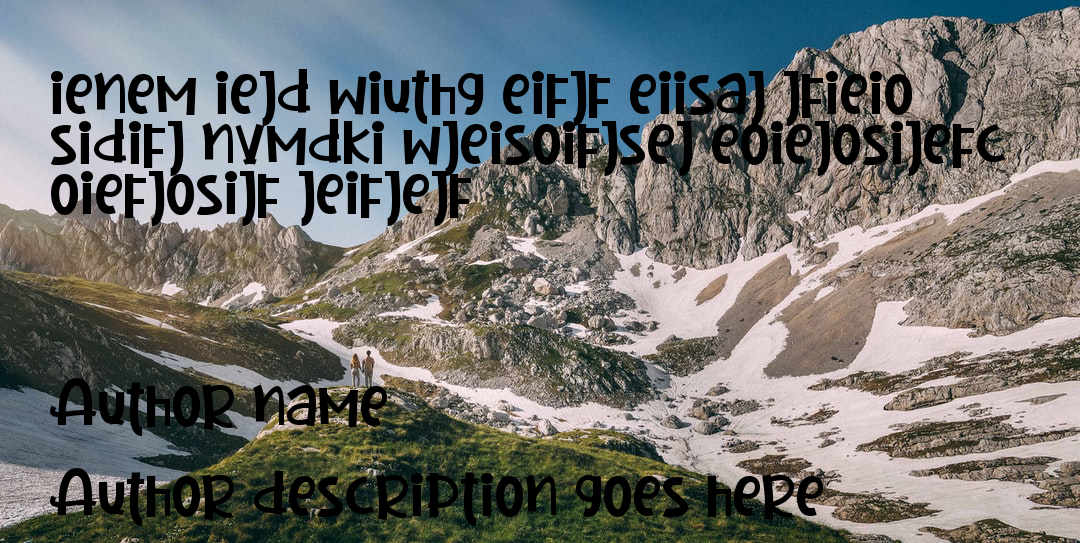 ienem iejd wiuthg eifjf eiisaj jfieio
sidifj nvmdki wjeisoifjsej eoiejosijefc
oiefjosijf jeifjejf
Author name
Author description goes here